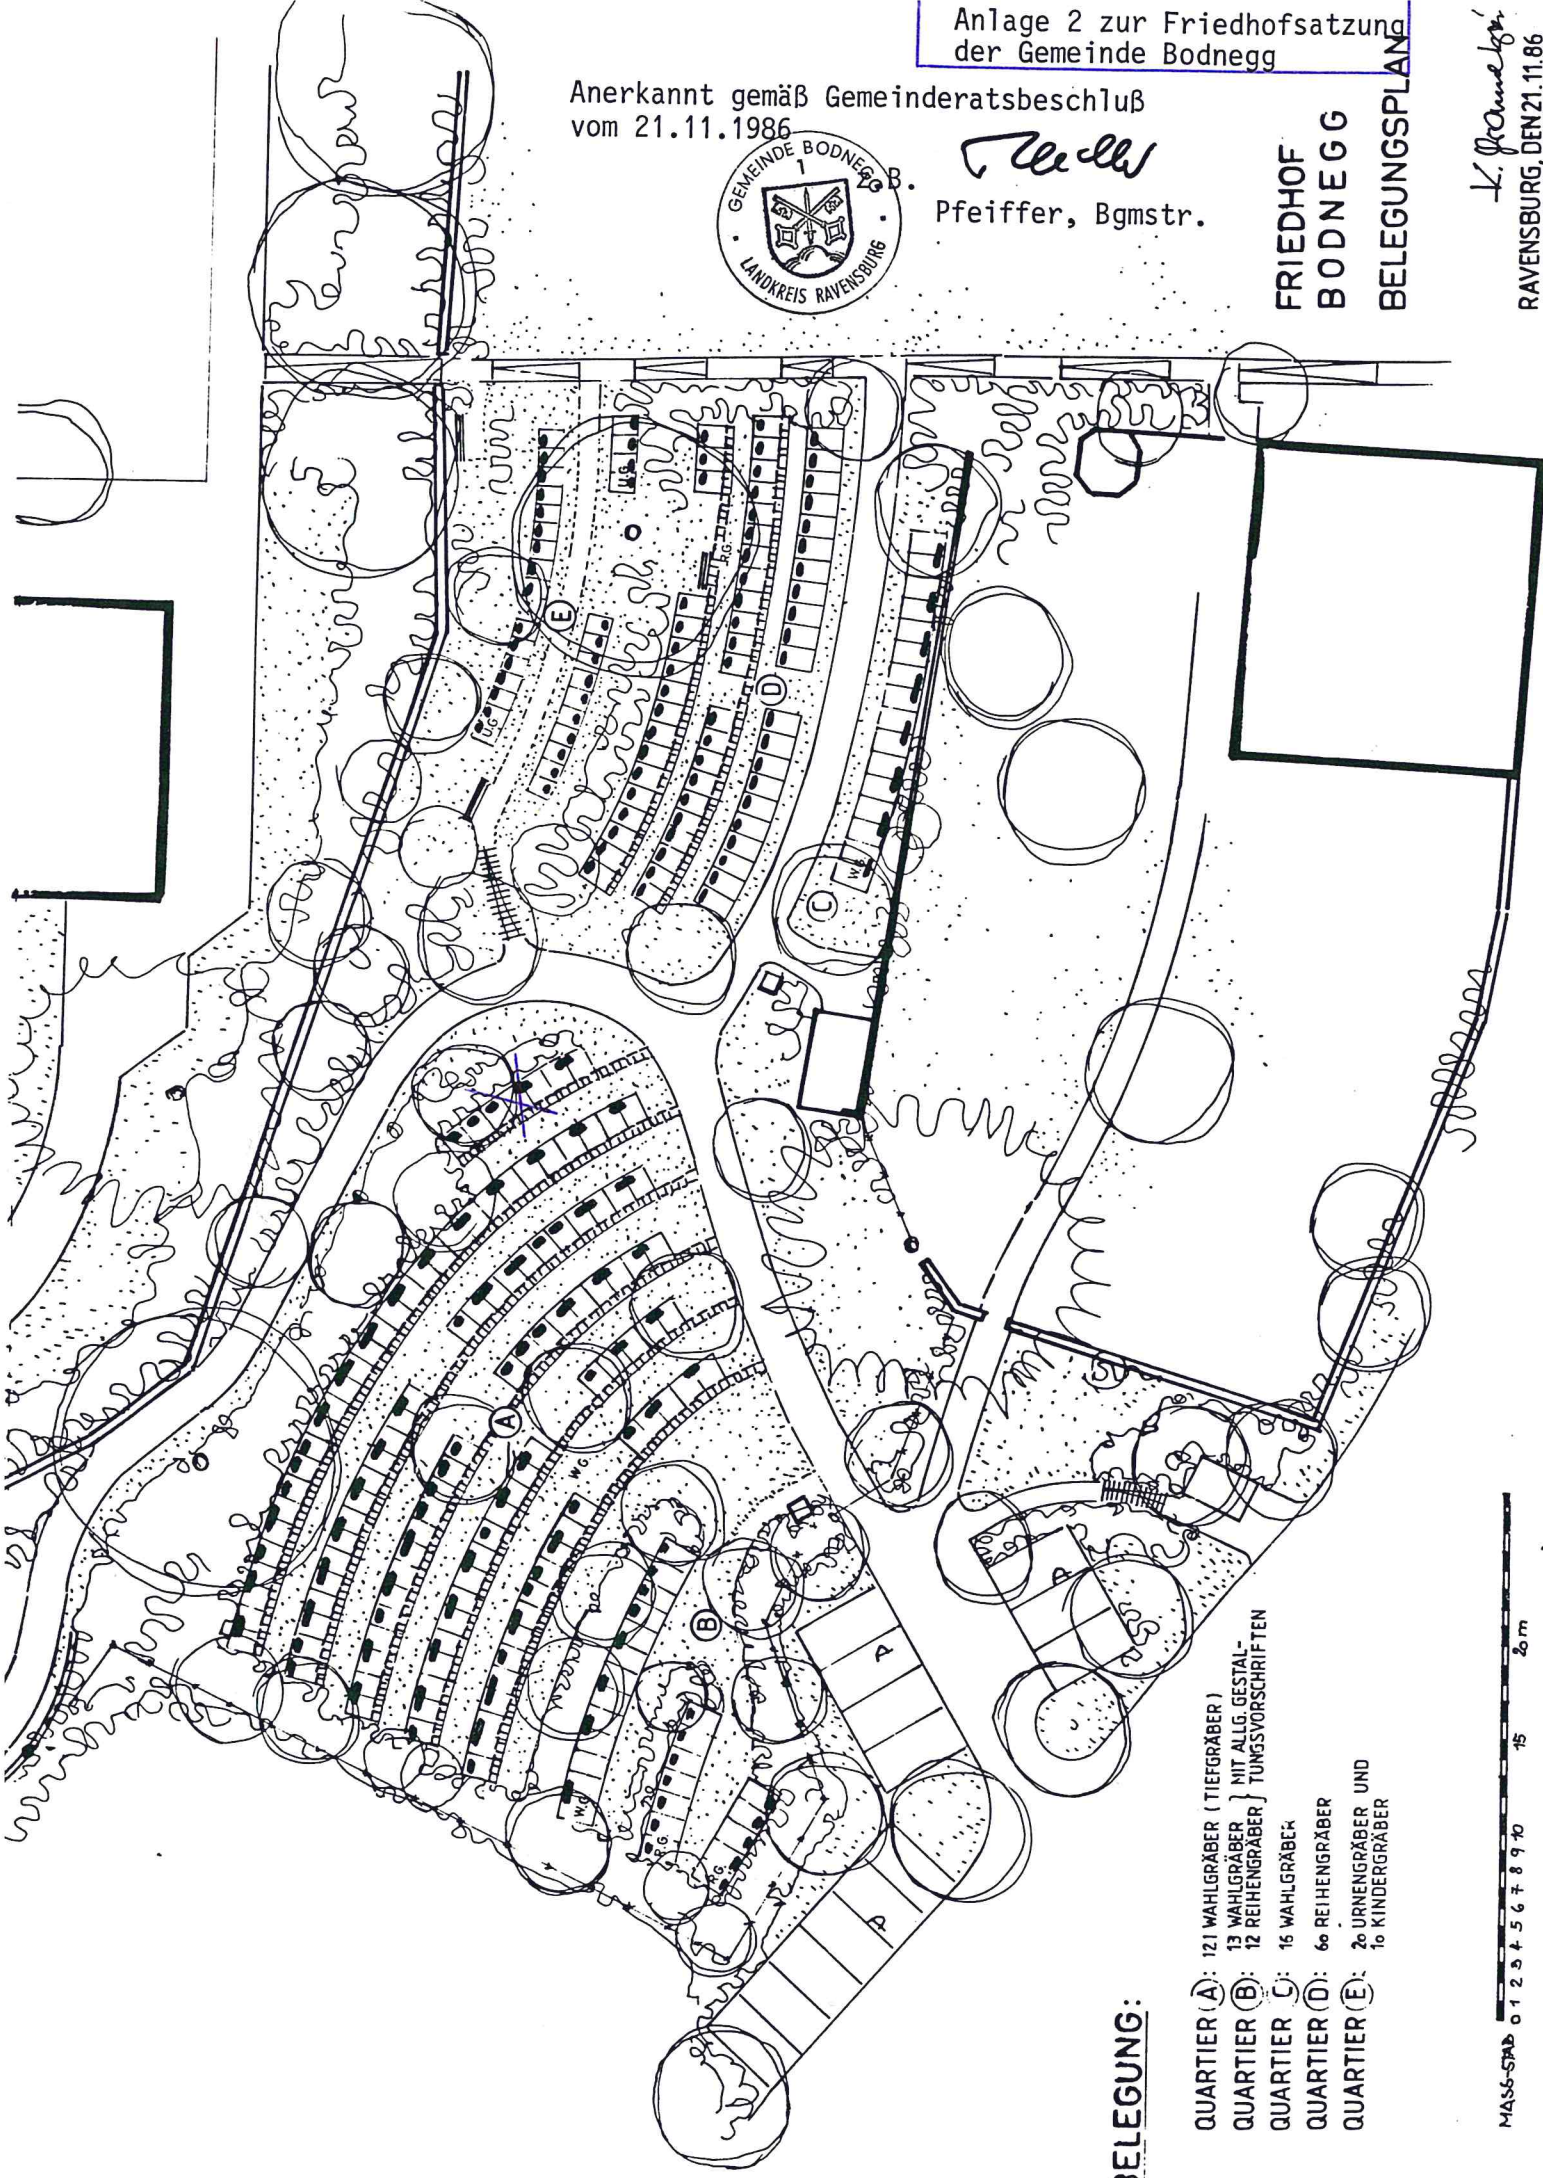 Anlage 2 zur Friedhofsatzung
der Gemeinde Bodnegg
Anerkannt gemäß Gemeinderatsbeschluß
vom 21.11.1986
GEMEINDE BODNEGG
1
LANDKREIS RAVENSBURG
B.
Pfeiffer, Bgmstr.
FRIEDHOF
BODNEGG
BELEGUNGSPLAN
RAVENSBURG, DEN 21.11.86
U.G.
R.G.
E
U.G
D
W.G.
C
A
W.G.
B
W.G.
R.G.
R.G.
P
P
P
BELEGUNG:
QUARTIER (A): 121 WAHLGRÄBER (TIEFGRÄBER)
QUARTIER (B): 13 WAHLGRÄBER } MIT ALLG. GESTAL-
12 REIHENGRÄBER } TUNGSVORSCHRIFTEN
QUARTIER (C): 16 WAHLGRÄBER
QUARTIER (D): 60 REIHENGRÄBER
QUARTIER (E): 20 URNENGRÄBER UND
10 KINDERGRÄBER
MASS-STAB 0 1 2 3 4 5 6 7 8 9 10 15 20 m